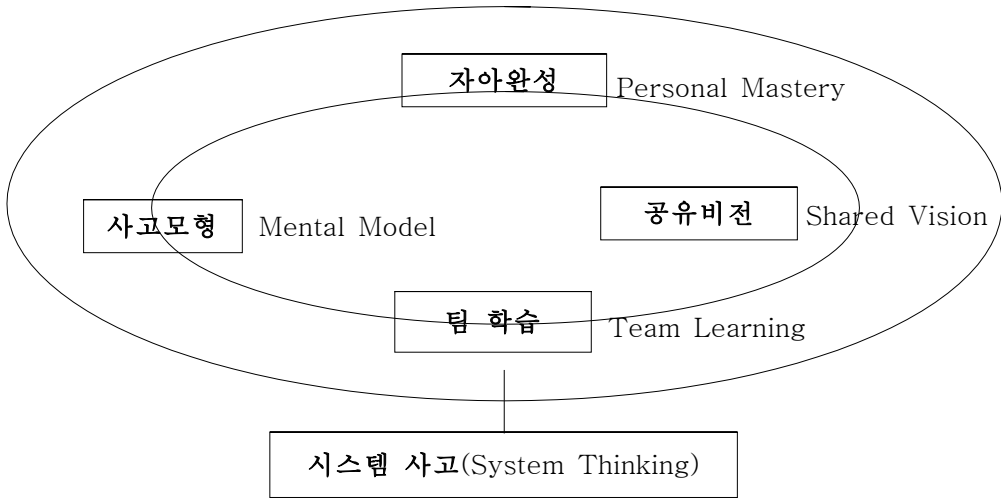 자아완성 Personal Mastery
사고모형 Mental Model
공유비전 Shared Vision
팀 학습 Team Learning
시스템 사고(System Thinking)